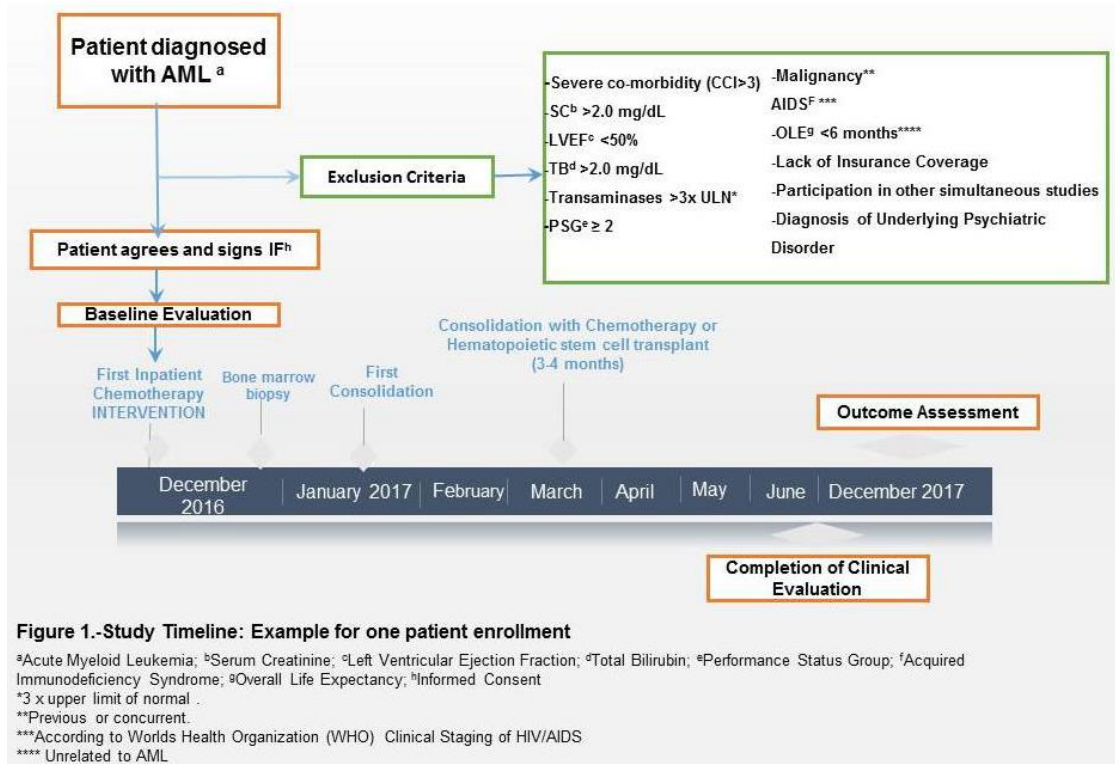 Patient diagnosed
with AML a
Exclusion Criteria
-Severe co-morbidity (CCI>3)
-SCb >2.0 mg/dL
-LVEFc <50%
-TBd >2.0 mg/dL
-Transaminases >3x ULN*
-PSGe ≥ 2
-Malignancy**
AIDSF ***
-OLEg <6 months****
-Lack of Insurance Coverage
-Participation in other simultaneous studies
-Diagnosis of Underlying Psychiatric
Disorder
Patient agrees and signs IFh
Baseline Evaluation
First Inpatient
Chemotherapy
INTERVENTION
Bone marrow
biopsy
First
Consolidation
Consolidation with Chemotherapy or
Hematopoietic stem cell transplant
(3-4 months)
Outcome Assessment
December
2016
January 2017
February
March
April
May
June
December 2017
Completion of Clinical
Evaluation
Figure 1.-Study Timeline: Example for one patient enrollment
aAcute Myeloid Leukemia; bSerum Creatinine; cLeft Ventricular Ejection Fraction; dTotal Bilirubin; ePerformance Status Group; fAcquired
Immunodeficiency Syndrome; gOverall Life Expectancy; hInformed Consent
*3 x upper limit of normal .
**Previous or concurrent.
***According to Worlds Health Organization (WHO) Clinical Staging of HIV/AIDS
**** Unrelated to AML